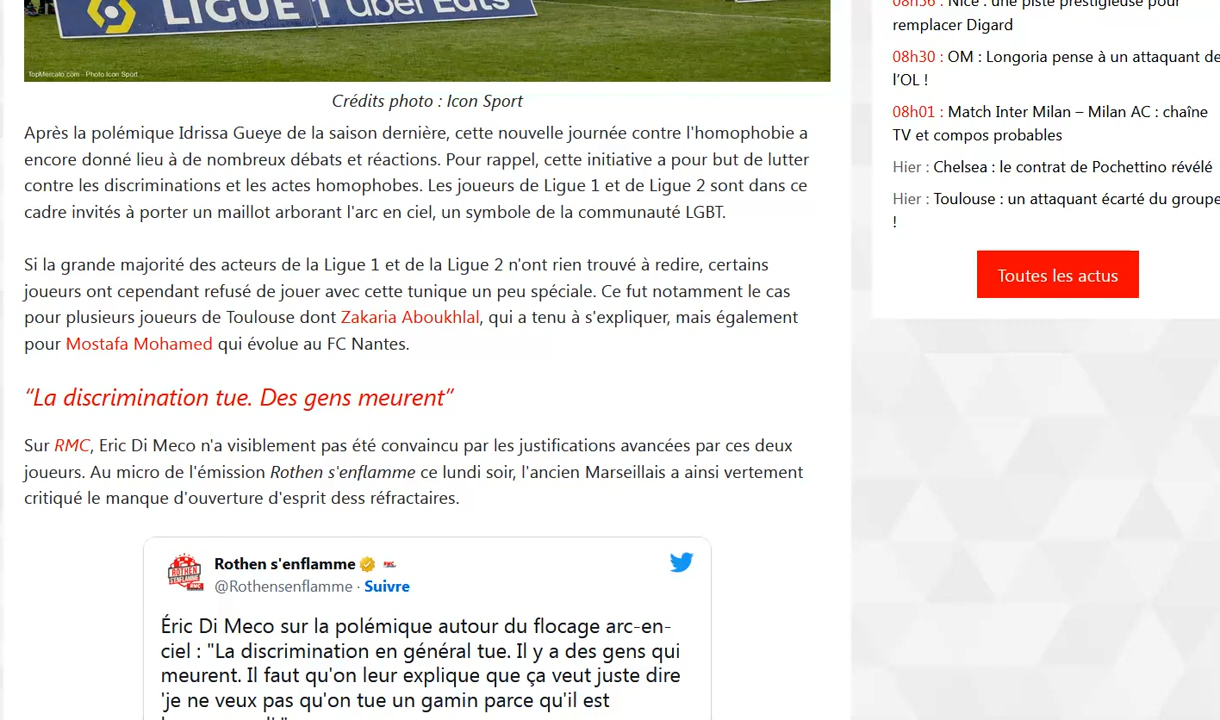 LIGUE 1 uber Eats
TopMercato.com - Photo Icon Sport
Crédits photo : Icon Sport
Après la polémique Idrissa Gueye de la saison dernière, cette nouvelle journée contre l'homophobie a
encore donné lieu à de nombreux débats et réactions. Pour rappel, cette initiative a pour but de lutter
contre les discriminations et les actes homophobes. Les joueurs de Ligue 1 et de Ligue 2 sont dans ce
cadre invités à porter un maillot arborant l'arc en ciel, un symbole de la communauté LGBT.
Si la grande majorité des acteurs de la Ligue 1 et de la Ligue 2 n'ont rien trouvé à redire, certains
joueurs ont cependant refusé de jouer avec cette tunique un peu spéciale. Ce fut notamment le cas
pour plusieurs joueurs de Toulouse dont Zakaria Aboukhlal, qui a tenu à s'expliquer, mais également
pour Mostafa Mohamed qui évolue au FC Nantes.
“La discrimination tue. Des gens meurent”
Sur RMC, Eric Di Meco n'a visiblement pas été convaincu par les justifications avancées par ces deux
joueurs. Au micro de l'émission Rothen s'enflamme ce lundi soir, l'ancien Marseillais a ainsi vertement
critiqué le manque d'ouverture d'esprit dess réfractaires.
Rothen s'enflamme
@Rothensenflamme · Suivre
Éric Di Meco sur la polémique autour du flocage arc-en-
ciel : "La discrimination en général tue. Il y a des gens qui
meurent. Il faut qu'on leur explique que ça veut juste dire
'je ne veux pas qu'on tue un gamin parce qu'il est
08h56 : Nice : une piste prestigieuse pour
remplacer Digard
08h30 : OM : Longoria pense à un attaquant de
l’OL !
08h01 : Match Inter Milan – Milan AC : chaîne
TV et compos probables
Hier : Chelsea : le contrat de Pochettino révélé
Hier : Toulouse : un attaquant écarté du groupe
!
Toutes les actus